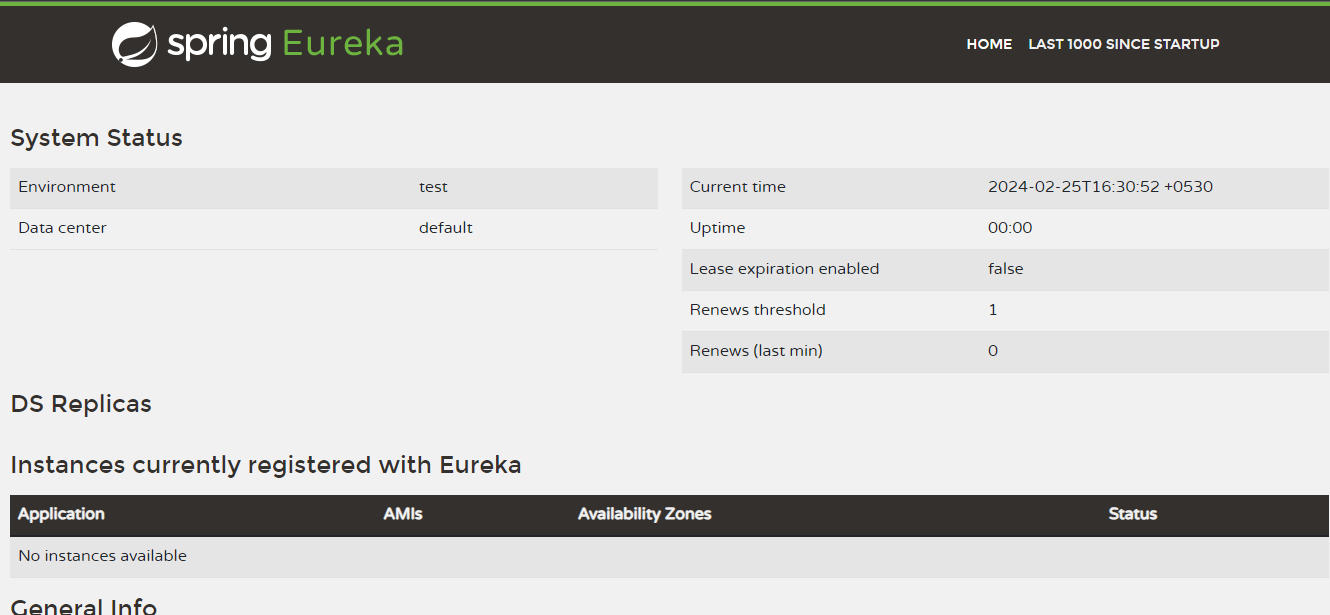 spring Eureka
HOME LAST 1000 SINCE STARTUP
System Status
Environment test
Data center default
Current time 2024-02-25T16:30:52 +0530
Uptime 00:00
Lease expiration enabled false
Renews threshold 1
Renews (last min) 0
DS Replicas
Instances currently registered with Eureka
Application AMIs Availability Zones Status
No instances available
General Info